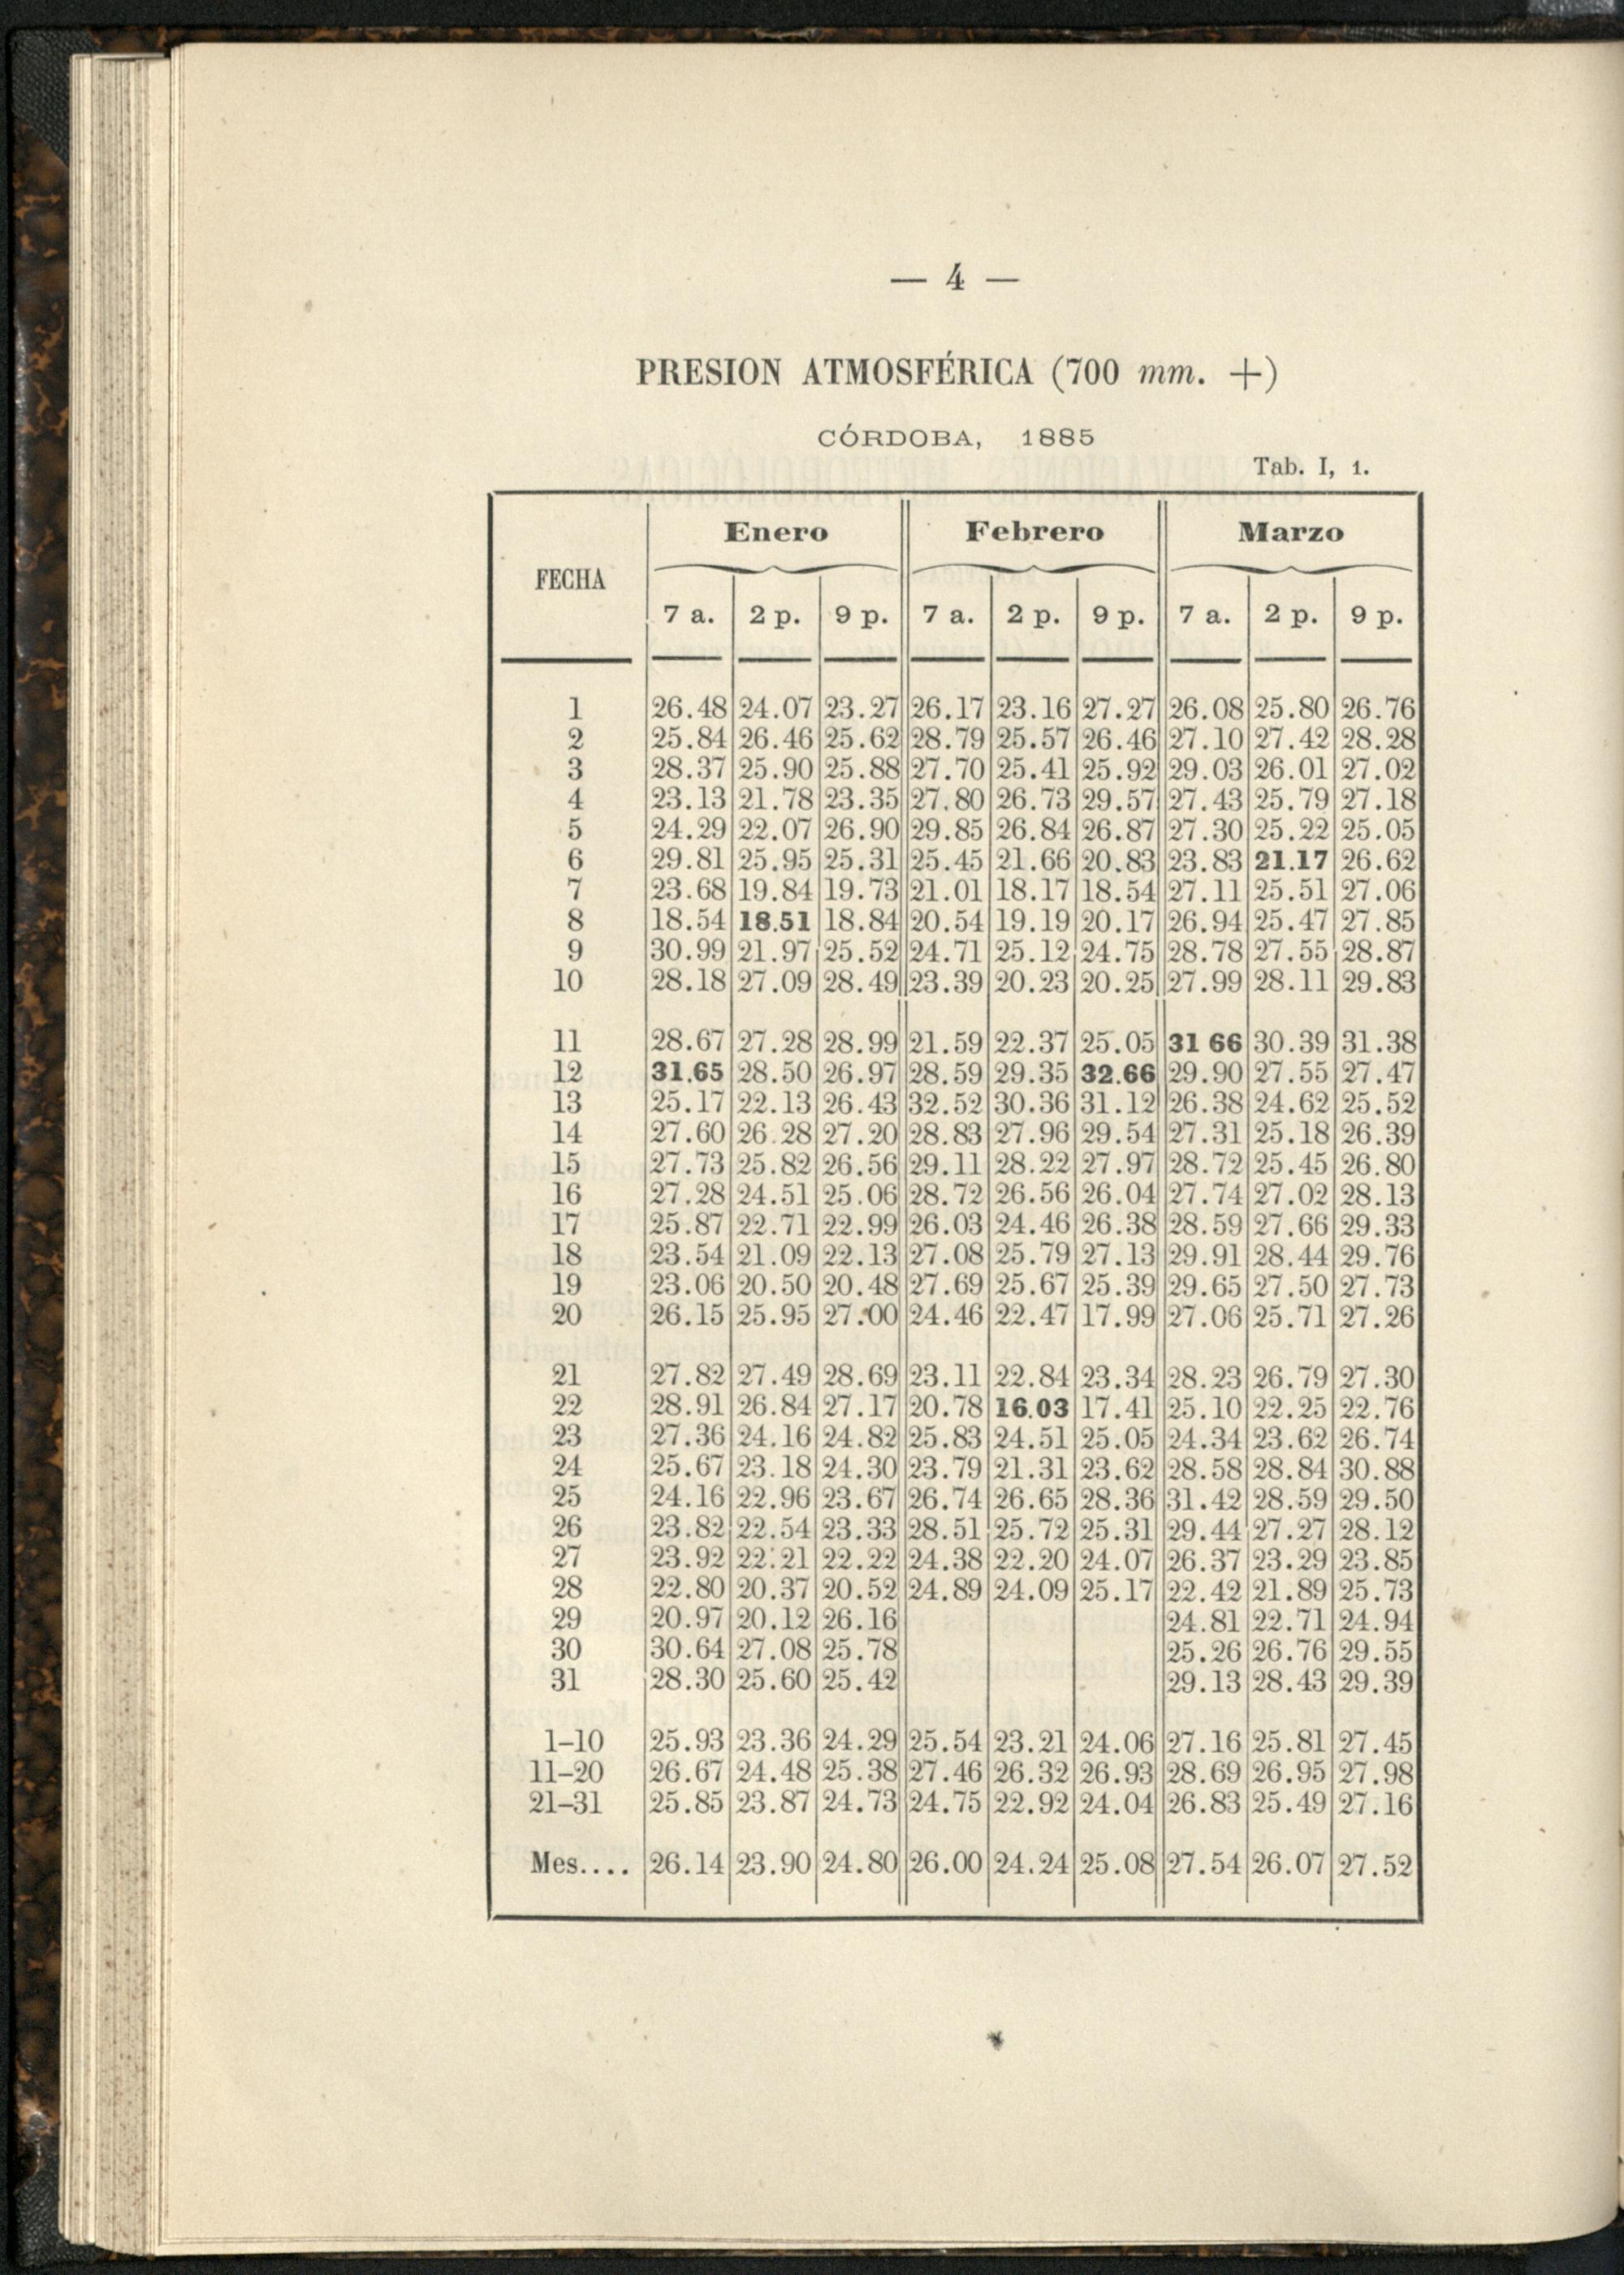 — 4 —
PRESION ATMOSFÉRICA (700 mm. +)
CÓRDOBA, 1885
Tab. I, 1.
FECHA Enero Febrero Marzo
7 a. 2 p. 9 p. 7 a. 2 p. 9 p. 7 a. 2 p. 9 p.
1 26.48 24.07 23.27 26.17 23.16 27.27 26.08 25.80 26.76
2 25.84 26.46 25.62 28.79 25.57 26.46 27.10 27.42 28.28
3 28.37 25.90 25.88 27.70 25.41 25.92 29.03 26.01 27.02
4 23.13 21.78 23.35 27.80 26.73 29.57 27.43 25.79 27.18
5 24.29 22.07 26.90 29.85 26.84 26.87 27.30 25.22 25.05
6 29.81 25.95 25.31 25.45 21.66 20.83 23.83 21.17 26.62
7 23.68 19.84 19.73 21.01 18.17 18.54 27.11 25.51 27.06
8 18.54 18.51 18.84 20.54 19.19 20.17 26.94 25.47 27.85
9 30.99 21.97 25.52 24.71 25.12 24.75 28.78 27.55 28.87
10 28.18 27.09 28.49 23.39 20.23 20.25 27.99 28.11 29.83
11 28.67 27.28 28.99 21.59 22.37 25.05 31 66 30.39 31.38
12 31.65 28.50 26.97 28.59 29.35 32.66 29.90 27.55 27.47
13 25.17 22.13 26.43 32.52 30.36 31.12 26.38 24.62 25.52
14 27.60 26.28 27.20 28.83 27.96 29.54 27.31 25.18 26.39
15 27.73 25.82 26.56 29.11 28.22 27.97 28.72 25.45 26.80
16 27.28 24.51 25.06 28.72 26.56 26.04 27.74 27.02 28.13
17 25.87 22.71 22.99 26.03 24.46 26.38 28.59 27.66 29.33
18 23.54 21.09 22.13 27.08 25.79 27.13 29.91 28.44 29.76
19 23.06 20.50 20.48 27.69 25.67 25.39 29.65 27.50 27.73
20 26.15 25.95 27.00 24.46 22.47 17.99 27.06 25.71 27.26
21 27.82 27.49 28.69 23.11 22.84 23.34 28.23 26.79 27.30
22 28.91 26.84 27.17 20.78 16.03 17.41 25.10 22.25 22.76
23 27.36 24.16 24.82 25.83 24.51 25.05 24.34 23.62 26.74
24 25.67 23.18 24.30 23.79 21.31 23.62 28.58 28.84 30.88
25 24.16 22.96 23.67 26.74 26.65 28.36 31.42 28.59 29.50
26 23.82 22.54 23.33 28.51 25.72 25.31 29.44 27.27 28.12
27 23.92 22.21 22.22 24.38 22.20 24.07 26.37 23.29 23.85
28 22.80 20.37 20.52 24.89 24.09 25.17 22.42 21.89 25.73
29 20.97 20.12 26.16 24.81 22.71 24.94
30 30.64 27.08 25.78 25.26 26.76 29.55
31 28.30 25.60 25.42 29.13 28.43 29.39
1–10 25.93 23.36 24.29 25.54 23.21 24.06 27.16 25.81 27.45
11–20 26.67 24.48 25.38 27.46 26.32 26.93 28.69 26.95 27.98
21–31 25.85 23.87 24.73 24.75 22.92 24.04 26.83 25.49 27.16
Mes.... 26.14 23.90 24.80 26.00 24.24 25.08 27.54 26.07 27.52